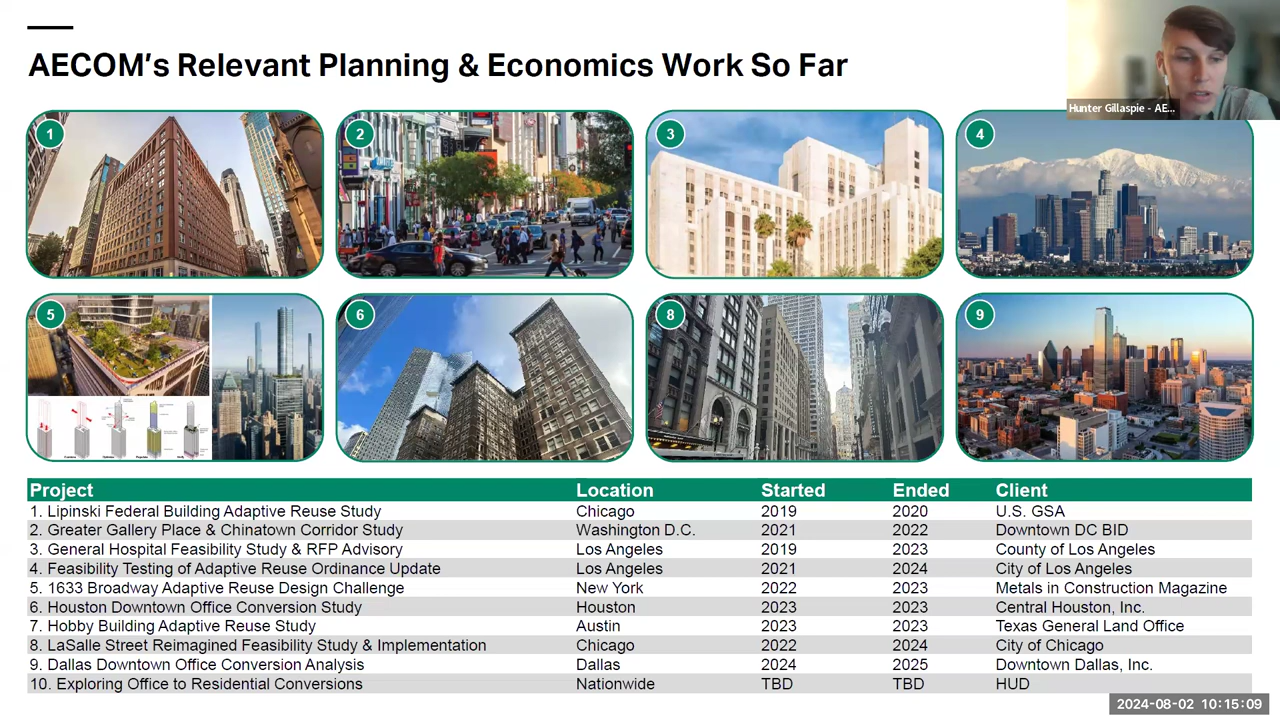 AECOM's Relevant Planning & Economics Work So Far
Hunter Gillaspie - AE...
1
2
3
4
5
6
8
9
Project Location Started Ended Client
1. Lipinski Federal Building Adaptive Reuse Study Chicago 2019 2020 U.S. GSA
2. Greater Gallery Place & Chinatown Corridor Study Washington D.C. 2021 2022 Downtown DC BID
3. General Hospital Feasibility Study & RFP Advisory Los Angeles 2019 2023 County of Los Angeles
4. Feasibility Testing of Adaptive Reuse Ordinance Update Los Angeles 2021 2024 City of Los Angeles
5. 1633 Broadway Adaptive Reuse Design Challenge New York 2022 2023 Metals in Construction Magazine
6. Houston Downtown Office Conversion Study Houston 2023 2023 Central Houston, Inc.
7. Hobby Building Adaptive Reuse Study Austin 2023 2023 Texas General Land Office
8. LaSalle Street Reimagined Feasibility Study & Implementation Chicago 2022 2024 City of Chicago
9. Dallas Downtown Office Conversion Analysis Dallas 2024 2025 Downtown Dallas, Inc.
10. Exploring Office to Residential Conversions Nationwide TBD TBD HUD
2024-08-02 10:15:09